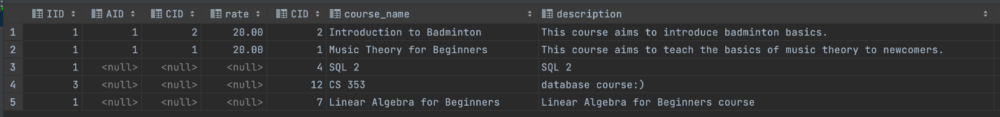 IID AID CID rate CID course_name description
1 1 1 2 20.00 2 Introduction to Badminton This course aims to introduce badminton basics.
2 1 1 1 20.00 1 Music Theory for Beginners This course aims to teach the basics of music theory to newcomers.
3 1 <null> <null> <null> 4 SQL 2 SQL 2
4 3 <null> <null> <null> 12 CS 353 database course:)
5 1 <null> <null> <null> 7 Linear Algebra for Beginners Linear Algebra for Beginners course